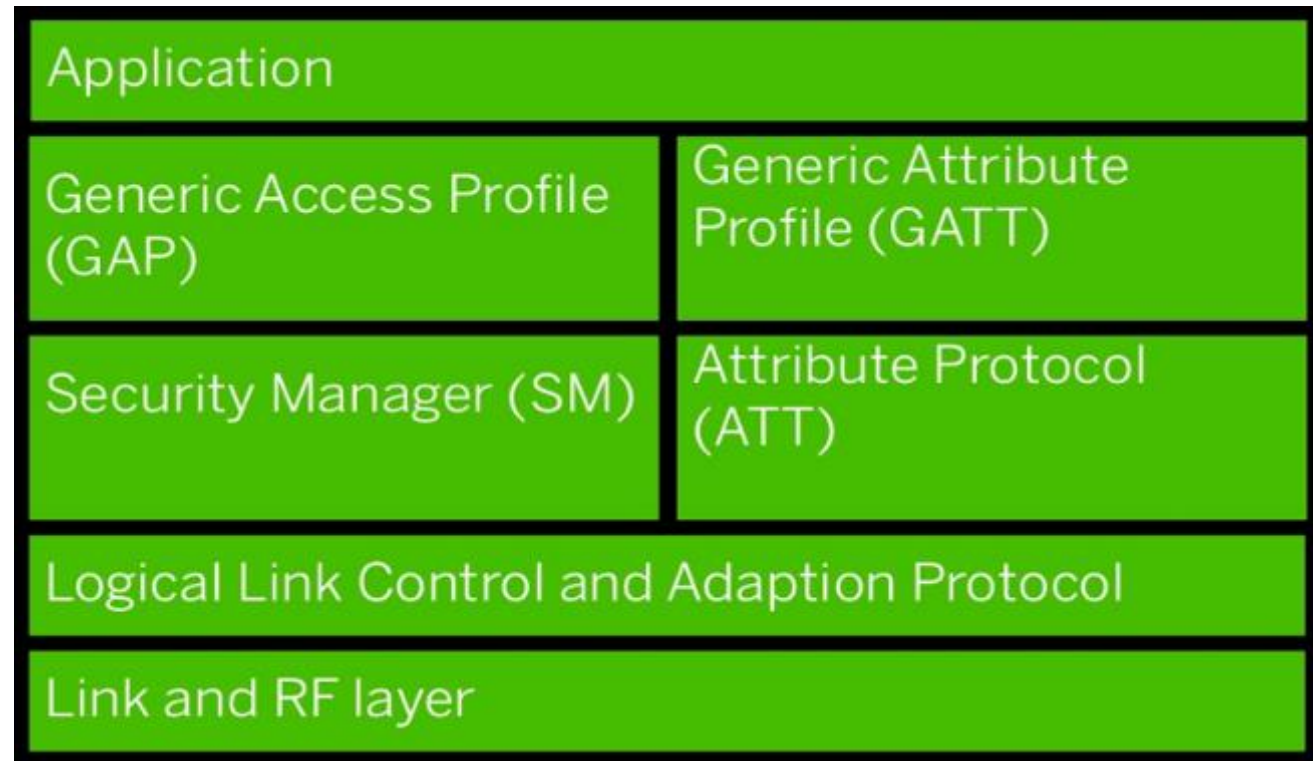 Application
Generic Access Profile
(GAP)
Generic Attribute
Profile (GATT)
Security Manager (SM)
Attribute Protocol
(ATT)
Logical Link Control and Adaption Protocol
Link and RF layer